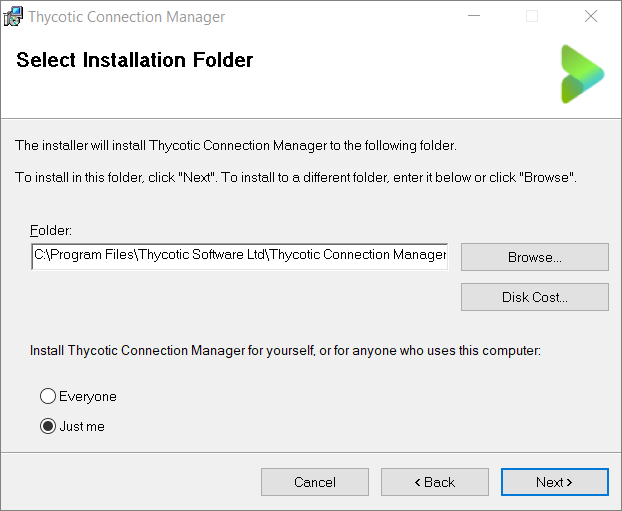 Thycotic Connection Manager
Select Installation Folder
The installer will install Thycotic Connection Manager to the following folder.
To install in this folder, click "Next". To install to a different folder, enter it below or click "Browse".
Folder:
C:\Program Files\Thycotic Software Ltd\Thycotic Connection Manager
Browse...
Disk Cost...
Install Thycotic Connection Manager for yourself, or for anyone who uses this computer:
Everyone
Just me
Cancel
< Back
Next >